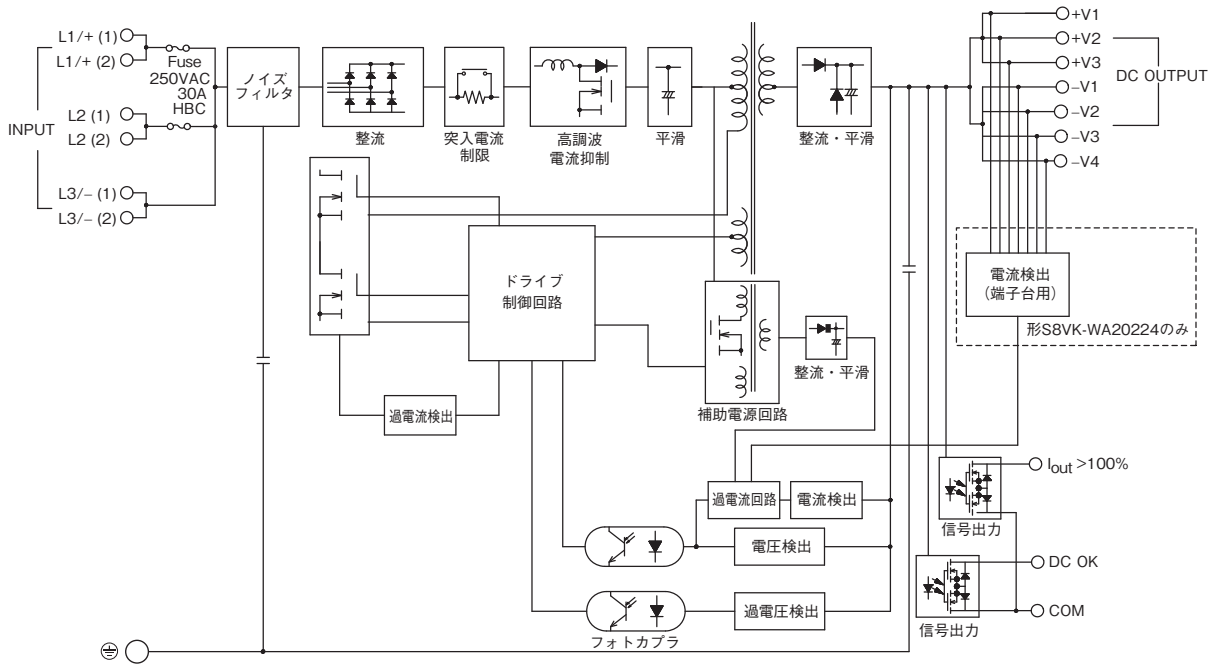 INPUT
L1/+ (1)
L1/+ (2)
Fuse
250VAC
30A
HBC
L2 (1)
L2 (2)
L3/− (1)
L3/− (2)
ノイズ
フィルタ
整流
突入電流
制限
高調波
電流抑制
平滑
整流・平滑
+V1
+V2
+V3
−V1
−V2
−V3
−V4
DC OUTPUT
電流検出
（端子台用）
形S8VK-WA20224のみ
ドライブ
制御回路
補助電源回路
整流・平滑
過電流検出
過電流回路
電流検出
電圧検出
過電圧検出
フォトカプラ
Iout >100%
信号出力
DC OK
COM
信号出力